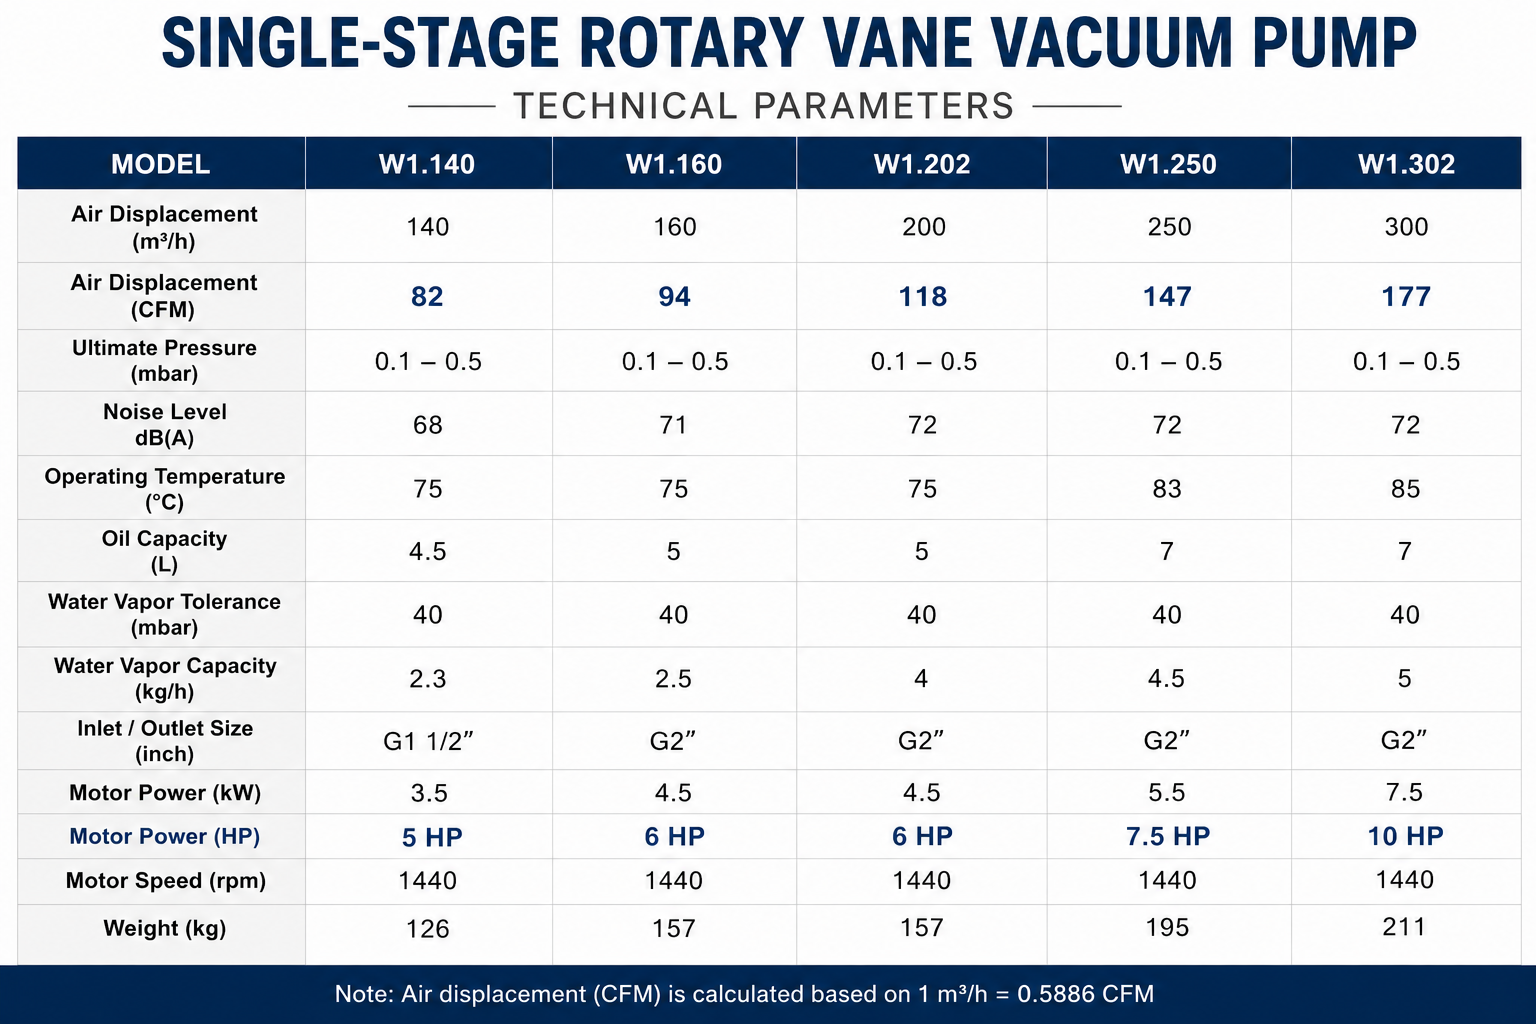 SINGLE-STAGE ROTARY VANE VACUUM PUMP
TECHNICAL PARAMETERS
MODEL W1.140 W1.160 W1.202 W1.250 W1.302
Air Displacement
(m³/h) 140 160 200 250 300
Air Displacement
(CFM) 82 94 118 147 177
Ultimate Pressure
(mbar) 0.1 – 0.5 0.1 – 0.5 0.1 – 0.5 0.1 – 0.5 0.1 – 0.5
Noise Level
dB(A) 68 71 72 72 72
Operating Temperature
(°C) 75 75 75 83 85
Oil Capacity
(L) 4.5 5 5 7 7
Water Vapor Tolerance
(mbar) 40 40 40 40 40
Water Vapor Capacity
(kg/h) 2.3 2.5 4 4.5 5
Inlet / Outlet Size
(inch) G1 1/2” G2” G2” G2” G2”
Motor Power (kW) 3.5 4.5 4.5 5.5 7.5
Motor Power (HP) 5 HP 6 HP 6 HP 7.5 HP 10 HP
Motor Speed (rpm) 1440 1440 1440 1440 1440
Weight (kg) 126 157 157 195 211
Note: Air displacement (CFM) is calculated based on 1 m³/h = 0.5886 CFM